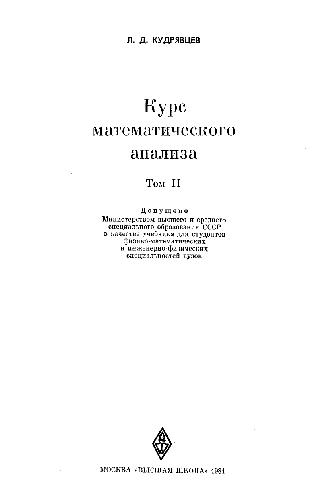 Л. Д. КУДРЯВЦЕВ
Курс
математического
анализа
Том II
Допущено
Министерством высшего и среднего
специального образования СССР
в качестве учебника для студентов
физико-математических
и инженерно-физических
специальностей вузов
МОСКВА «ВЫСШАЯ ШКОЛА» 1981